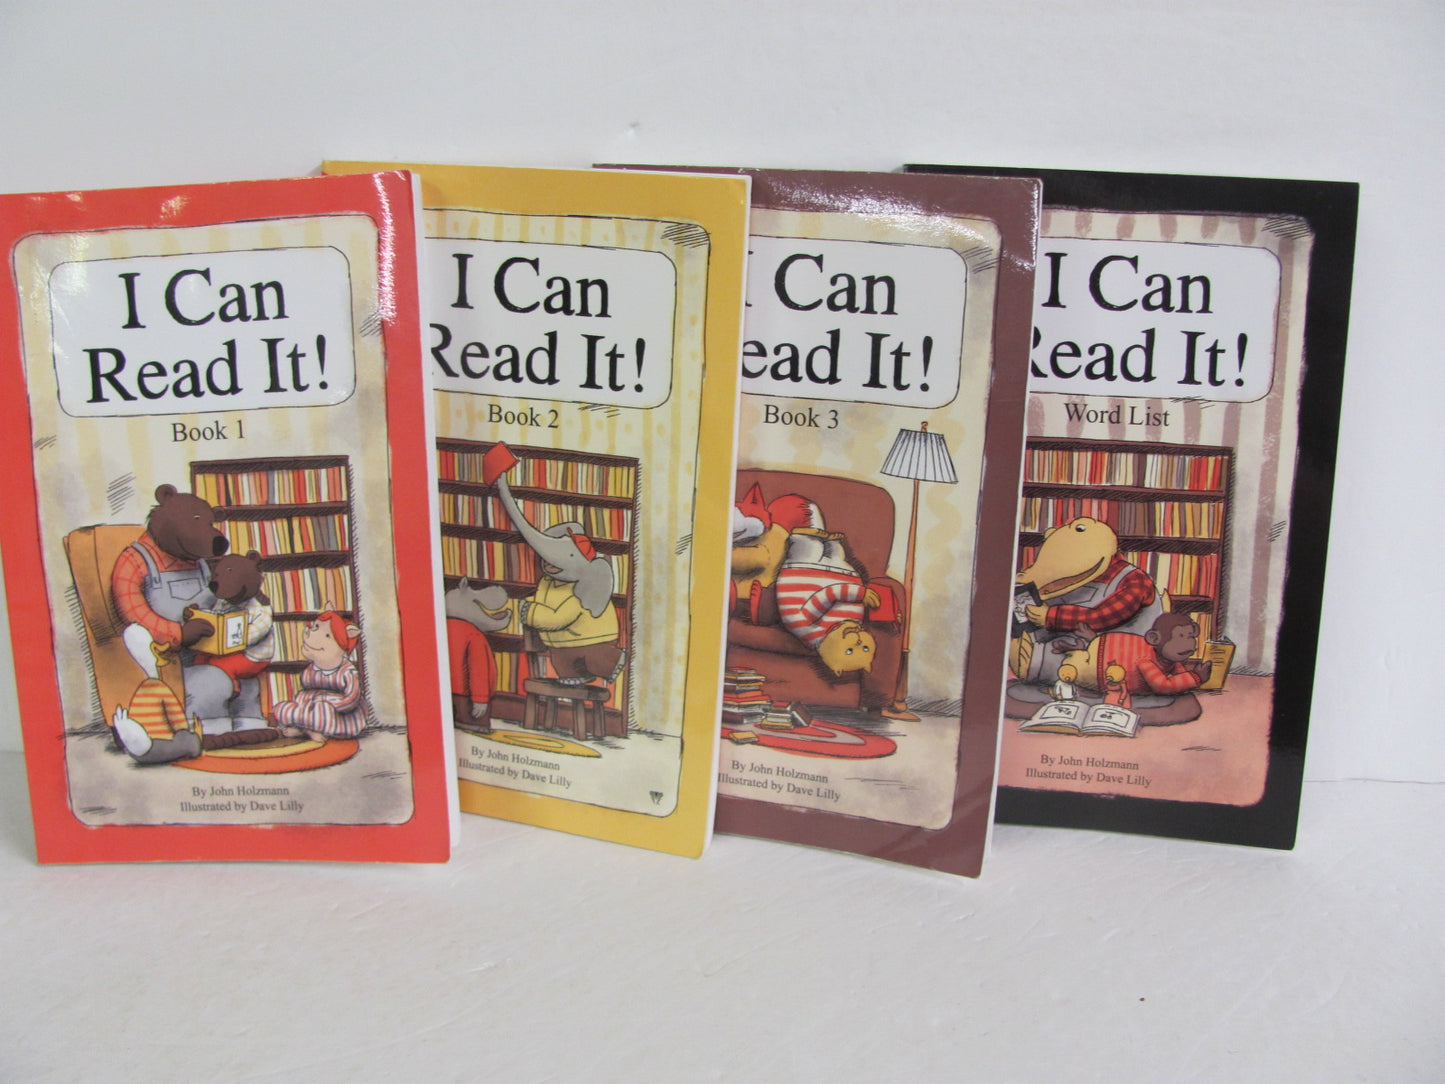 I Can
Read It!
Book 1
By John Holzmann
Illustrated by Dave Lilly
I Can
Read It!
Book 2
By John Holzmann
Illustrated by Dave Lilly
I Can
Read It!
Book 3
By John Holzmann
Illustrated by Dave Lilly
I Can
Read It!
Word List
By John Holzmann
Illustrated by Dave Lilly